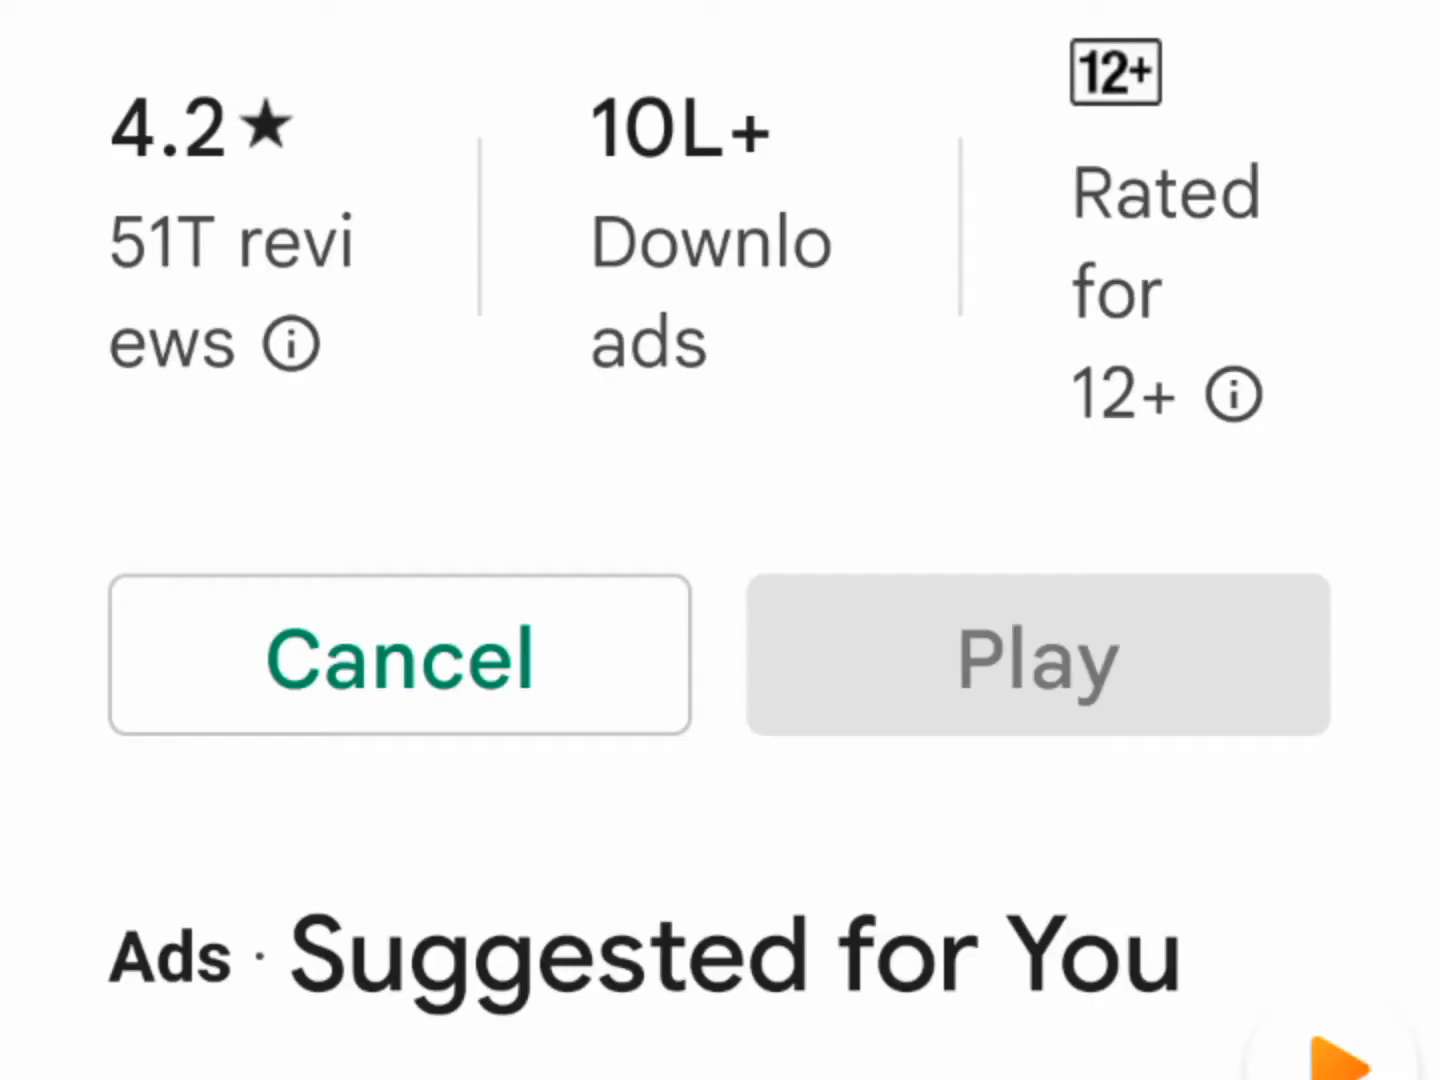 4.2★
51T revi
ews
10L+
Downlo
ads
12+
Rated
for
12+
Cancel
Play
Ads · Suggested for You